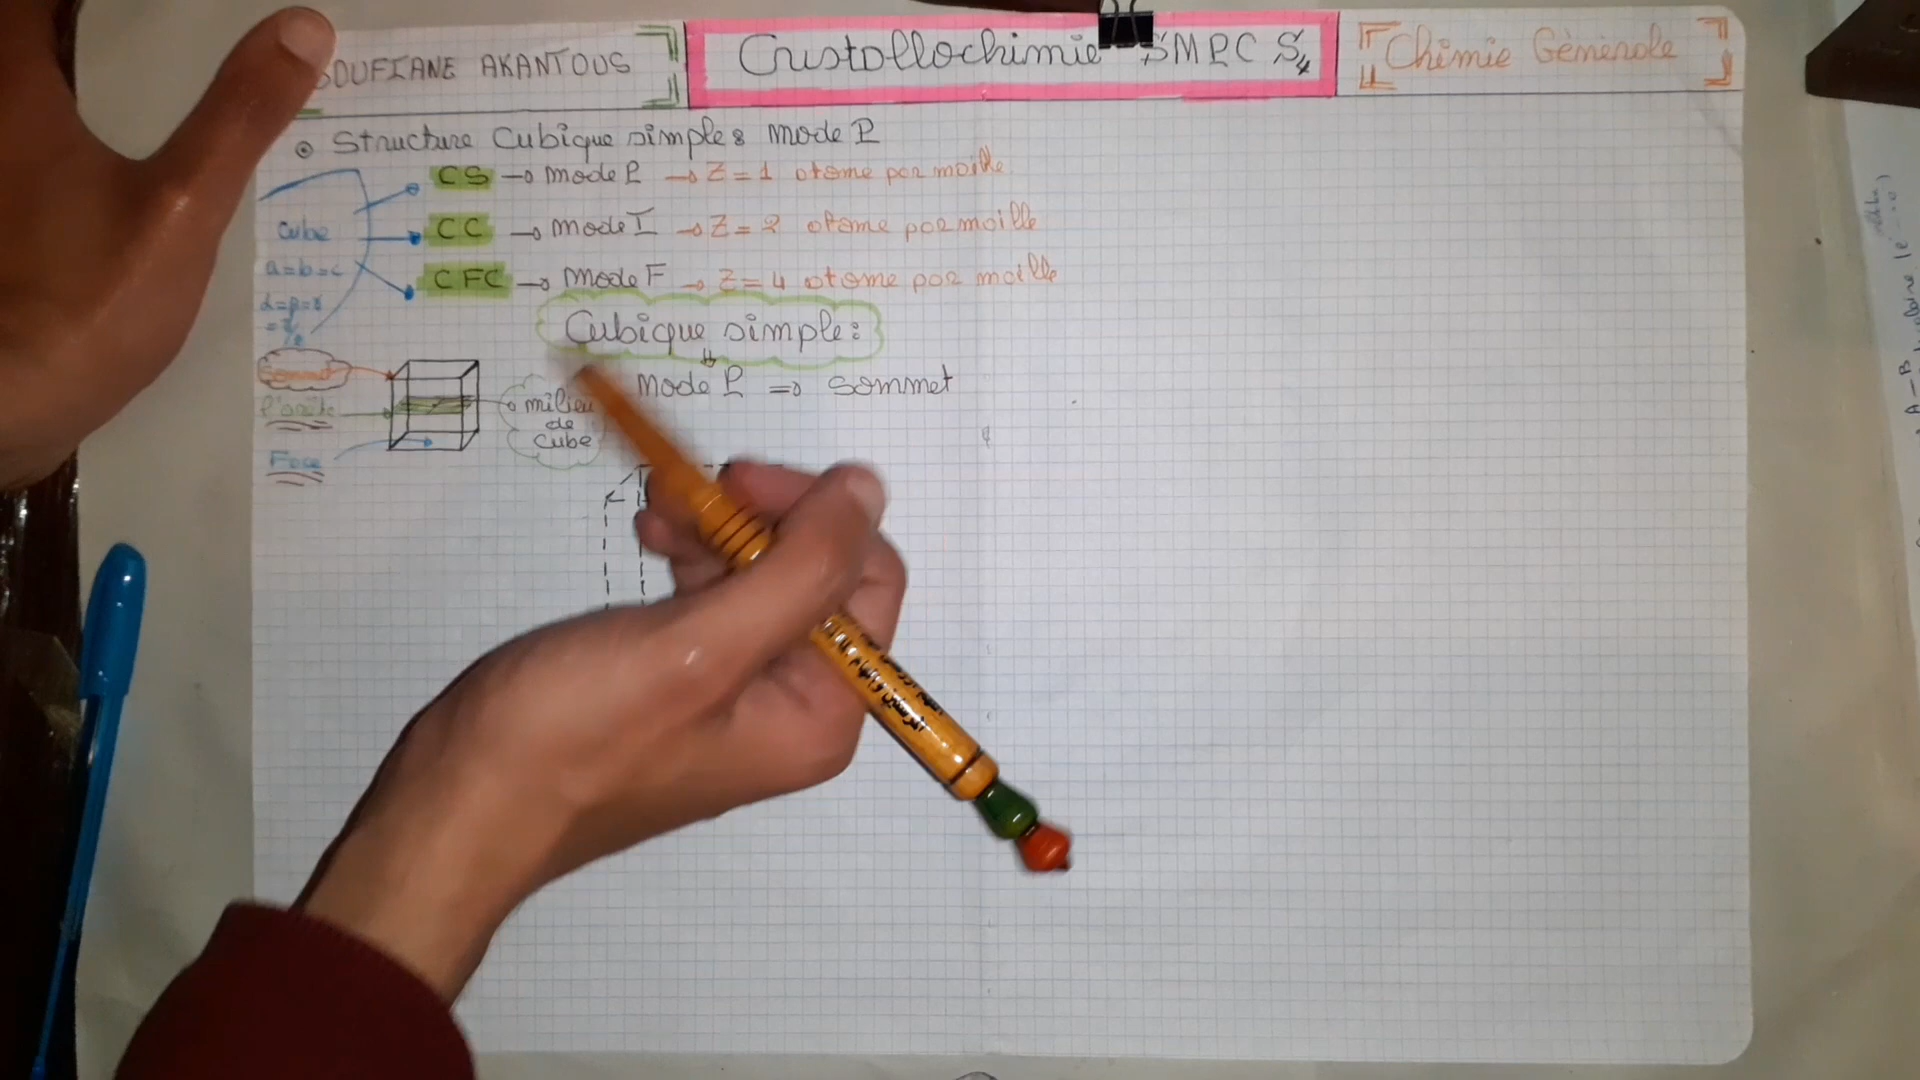 SOUFIANE AKANTOUS
Cristallochimie SMPC S4
Chimie Générale
Structure Cubique simple : mode P
CS → mode P → Z = 1 atome par maille
CC → mode I → Z = 2 atome par maille
CFC → mode F → Z = 4 atome par maille
Cube
a=b=c
α=β=γ
Cubique simple :
mode P ⇒ Sommet
Sommet
l'arête
Face
milieu
de
Cube
A-B